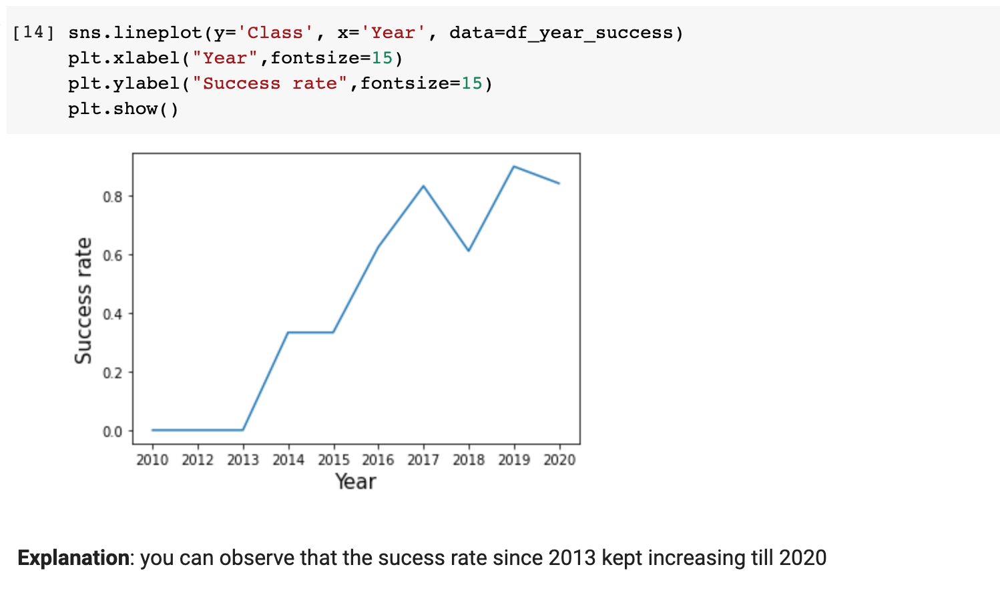 [14] sns.lineplot(y='Class', x='Year', data=df_year_success)
plt.xlabel("Year",fontsize=15)
plt.ylabel("Success rate",fontsize=15)
plt.show()
0.8
0.6
0.4
0.2
0.0
Success rate
2010 2012 2013 2014 2015 2016 2017 2018 2019 2020
Year
Explanation: you can observe that the sucess rate since 2013 kept increasing till 2020